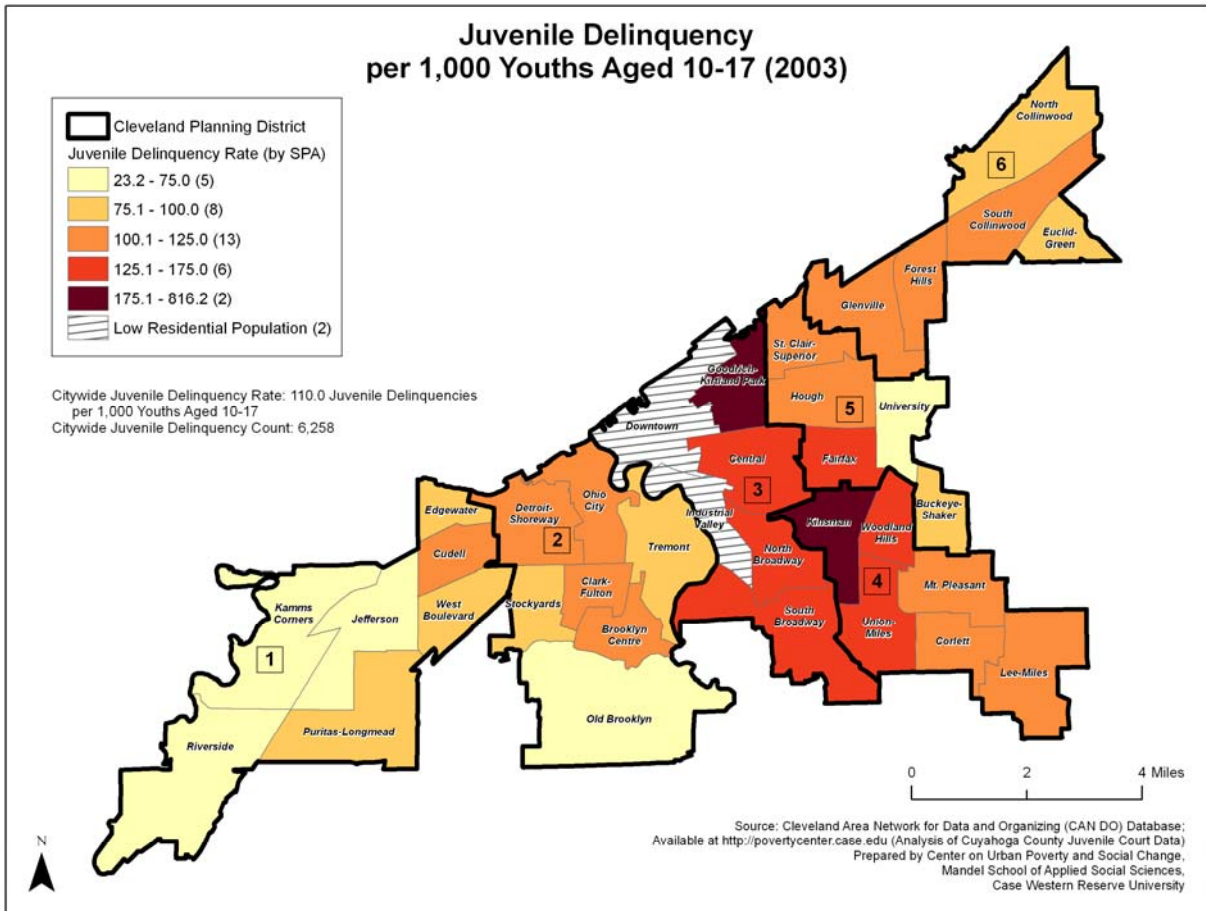 Juvenile Delinquency
per 1,000 Youths Aged 10-17 (2003)
Cleveland Planning District
Juvenile Delinquency Rate (by SPA)
23.2 - 75.0 (5)
75.1 - 100.0 (8)
100.1 - 125.0 (13)
125.1 - 175.0 (6)
175.1 - 816.2 (2)
Low Residential Population (2)
Citywide Juvenile Delinquency Rate: 110.0 Juvenile Delinquencies
per 1,000 Youths Aged 10-17
Citywide Juvenile Delinquency Count: 6,258
North
Collinwood
6
South
Collinwood
Euclid-
Green
Forest
Hills
Glenville
St. Clair-
Superior
Goodrich-
Kirtland Park
Hough
5
University
Downtown
Central
Fairfax
3
Edgewater
Detroit-
Shoreway
Ohio
City
2
Industrial
Valley
Kinsman
Woodland
Hills
Buckeye-
Shaker
Cudell
Tremont
North
Broadway
4
Mt. Pleasant
Kamms
Corners
Jefferson
West
Boulevard
Stockyards
Clark-
Fulton
Brooklyn
Centre
South
Broadway
Union-
Miles
Corlett
Lee-Miles
1
Riverside
Puritas-Longmead
Old Brooklyn
0 2 4 Miles
N
Source: Cleveland Area Network for Data and Organizing (CAN DO) Database;
Available at http://povertycenter.case.edu (Analysis of Cuyahoga County Juvenile Court Data)
Prepared by Center on Urban Poverty and Social Change,
Mandel School of Applied Social Sciences,
Case Western Reserve University